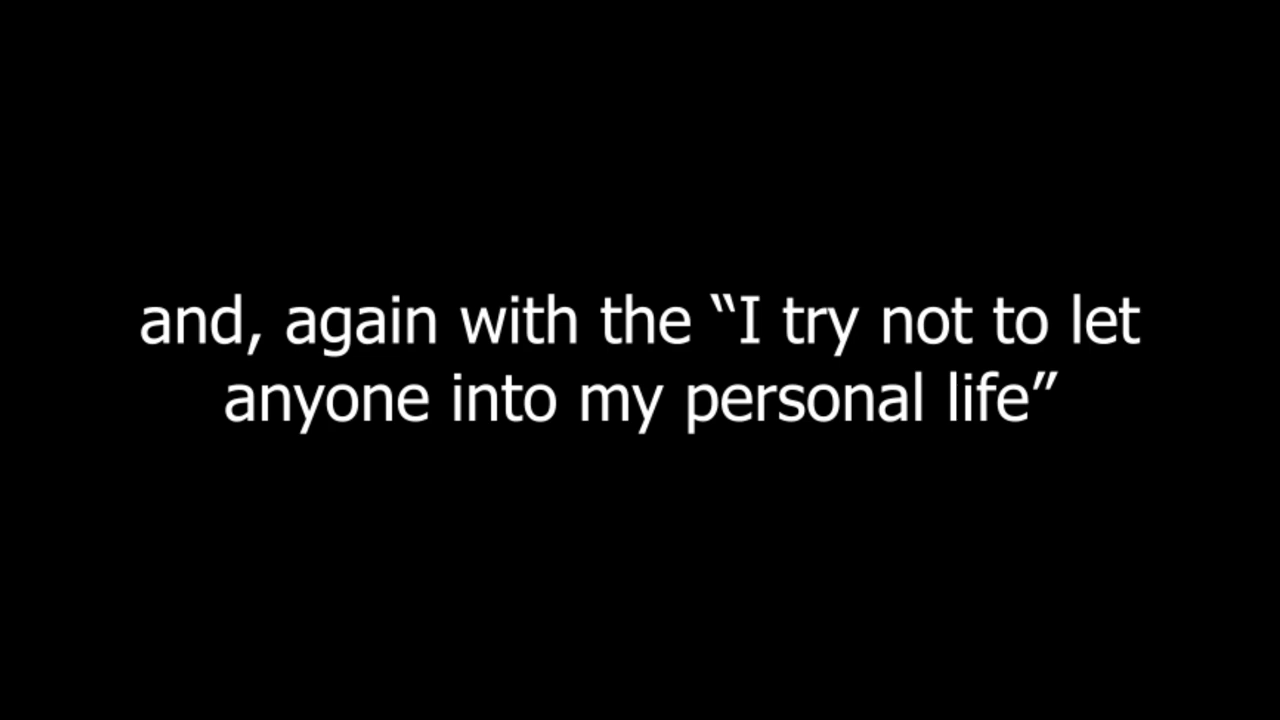 and, again with the “I try not to let
anyone into my personal life”